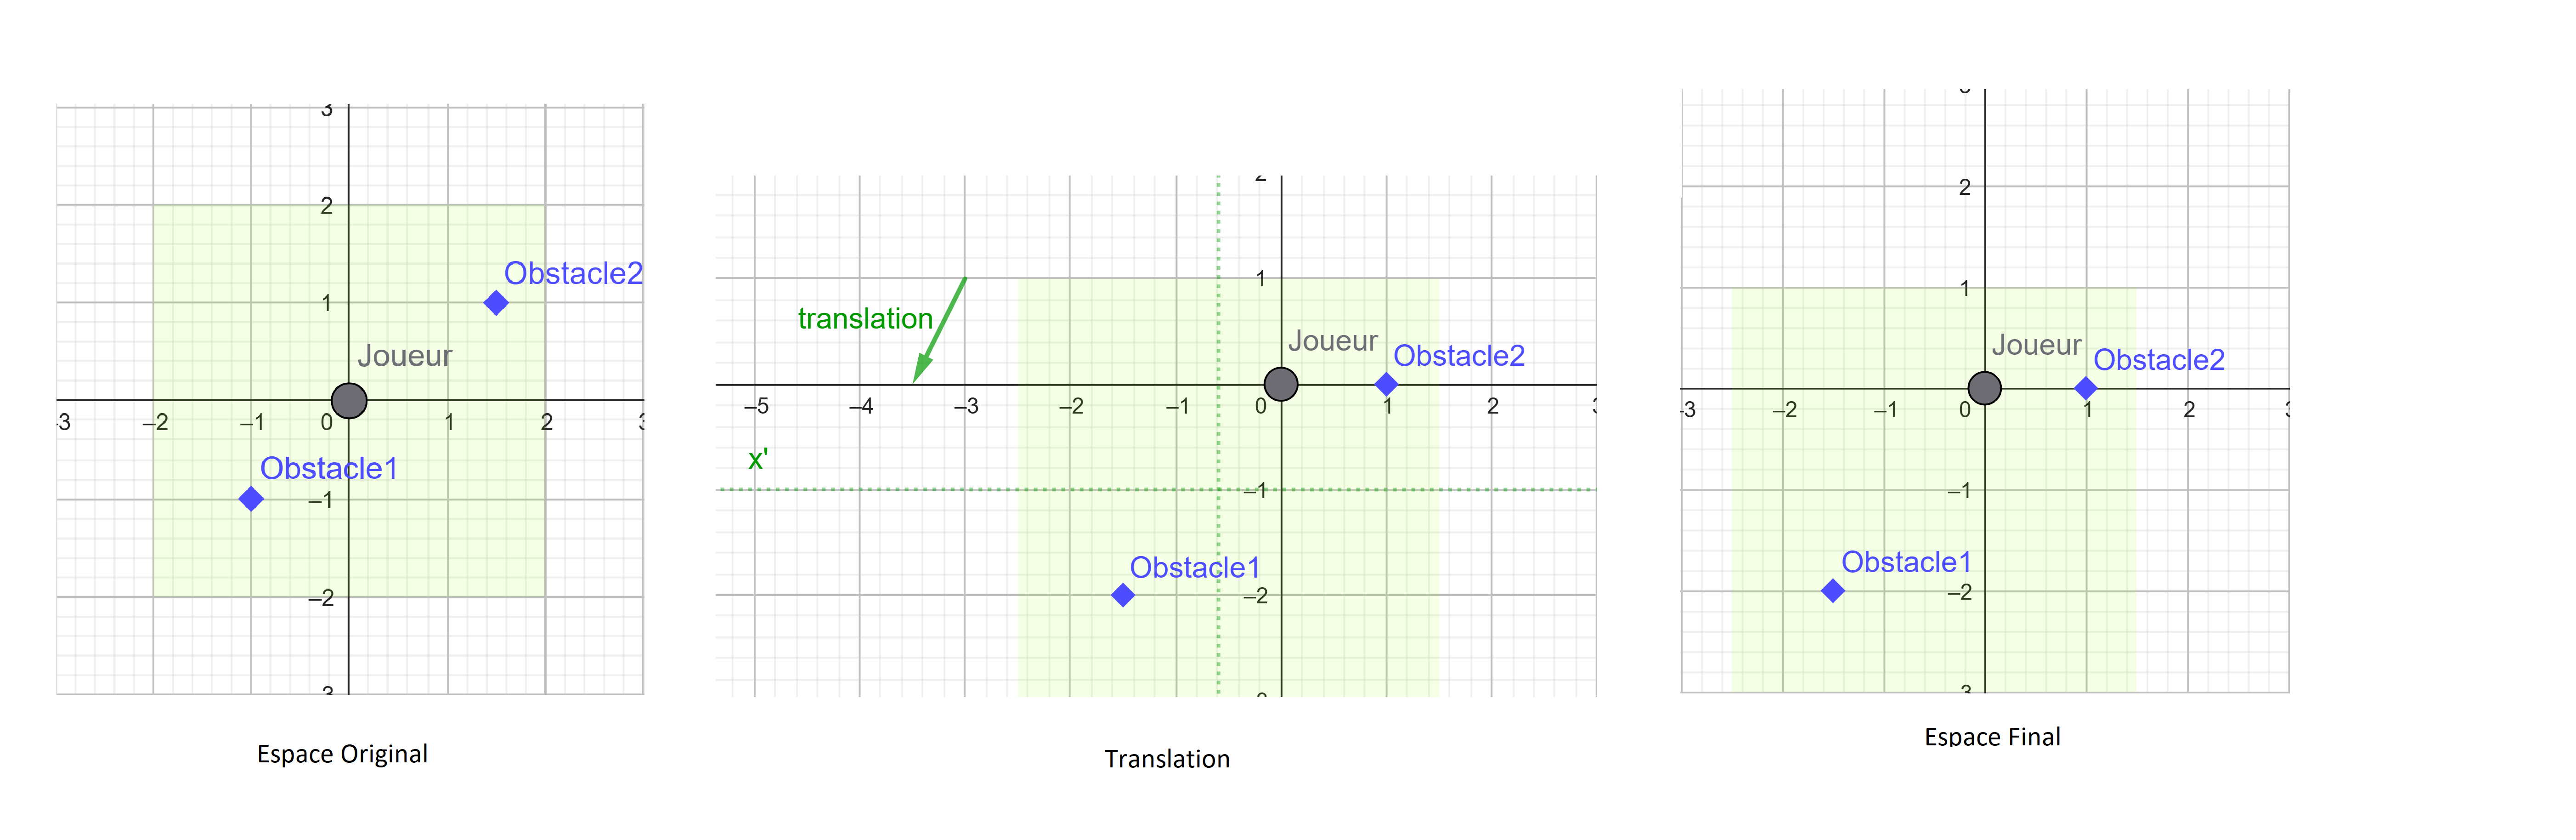 3
2
Obstacle2
1
Joueur
-3 –2 –1 0 1 2 3
Obstacle1
–1
–2
3
Espace Original
2
1
translation
Joueur
Obstacle2
–5 –4 –3 –2 –1 0 1 2 3
x'
–1
Obstacle1
–2
Translation
2
1
Joueur
Obstacle2
-3 –2 –1 0 1 2
–1
Obstacle1
–2
3
Espace Final